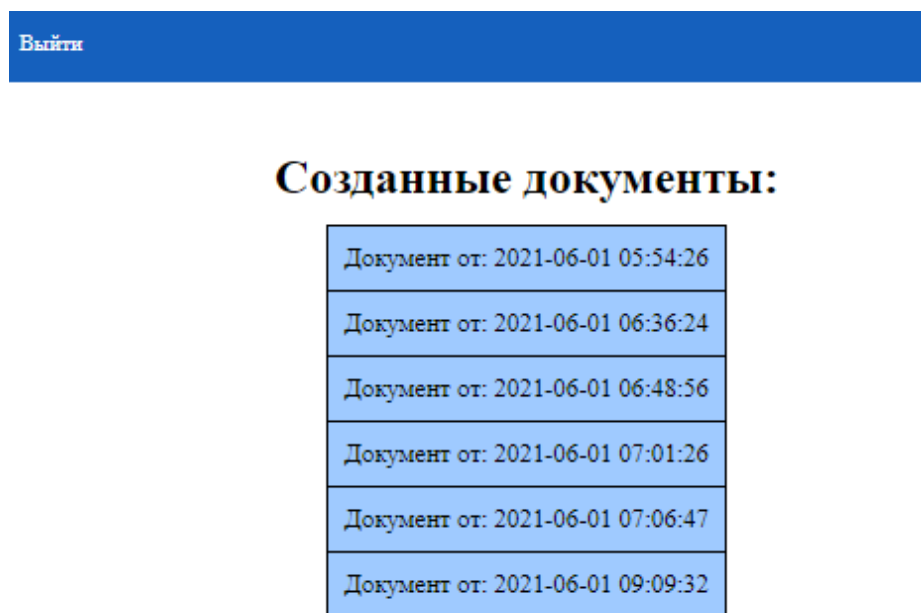 Выйти
Созданные документы:
Документ от: 2021-06-01 05:54:26
Документ от: 2021-06-01 06:36:24
Документ от: 2021-06-01 06:48:56
Документ от: 2021-06-01 07:01:26
Документ от: 2021-06-01 07:06:47
Документ от: 2021-06-01 09:09:32